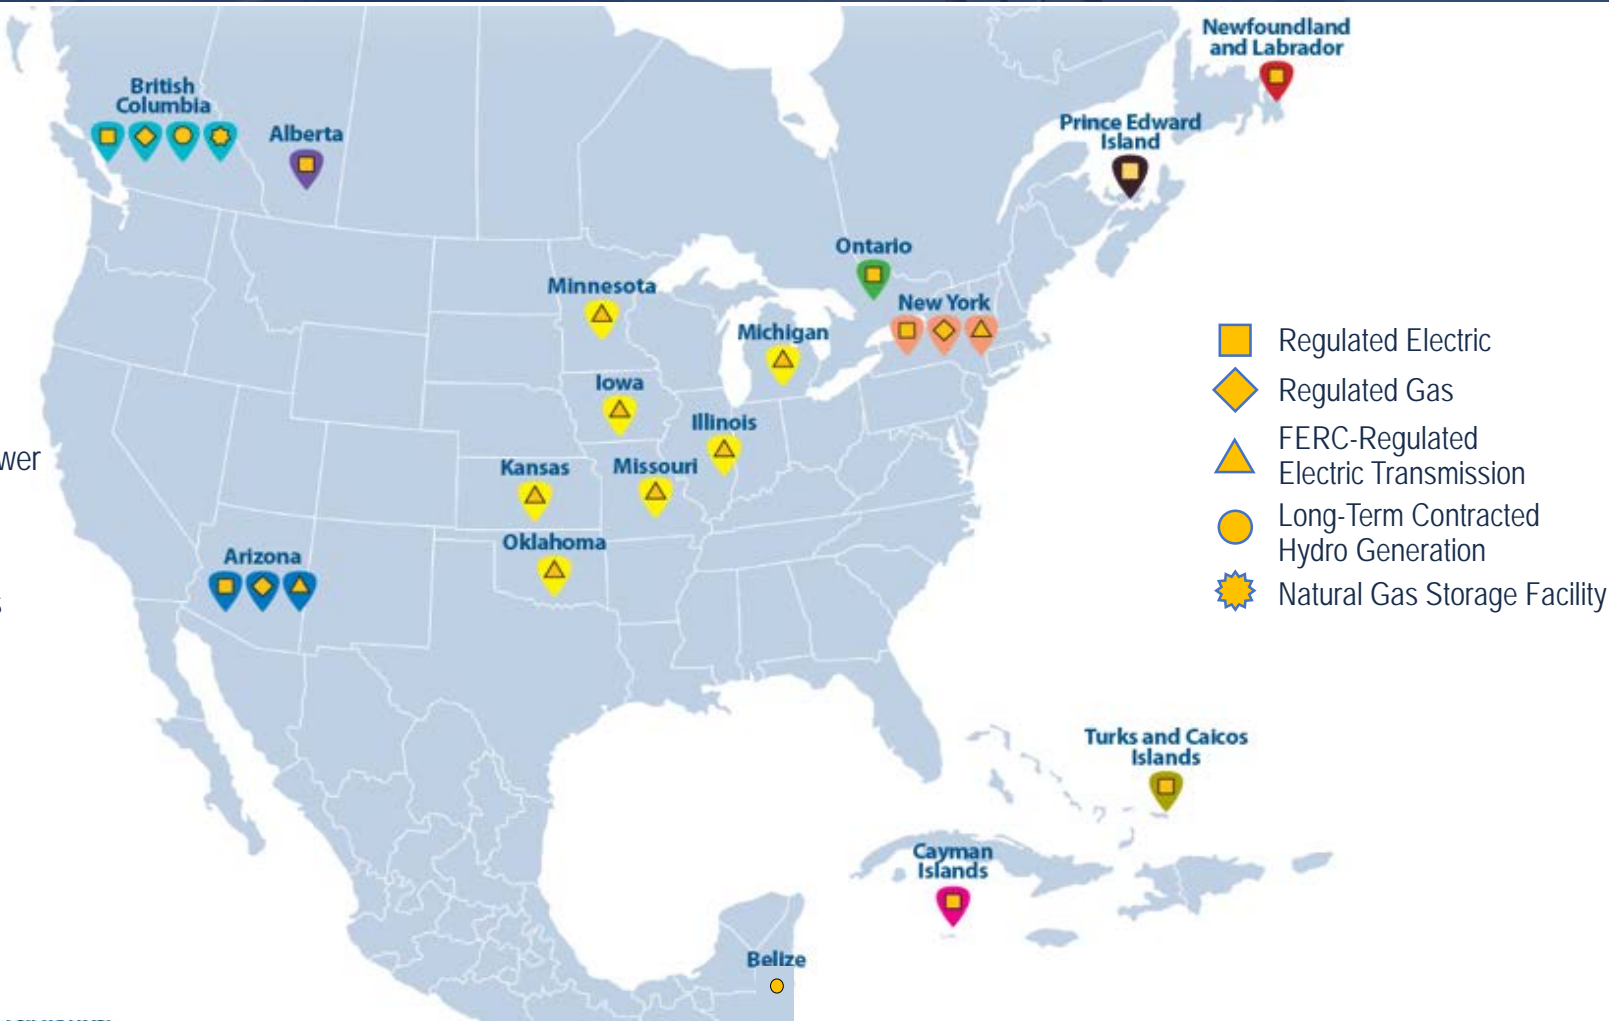 Newfoundland
and Labrador
British
Columbia
Alberta
Prince Edward
Island
Ontario
Minnesota
New York
Michigan
Regulated Electric
Iowa
Regulated Gas
Illinois
FERC-Regulated
Electric Transmission
Kansas
Missouri
Long-Term Contracted
Hydro Generation
Oklahoma
Arizona
Natural Gas Storage Facility
Turks and Caicos
Islands
Cayman
Islands
Belize